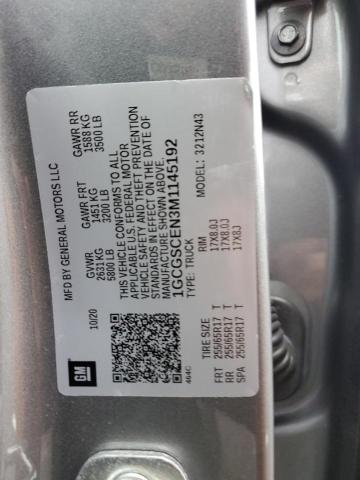 MFD BY GENERAL MOTORS LLC
10/20
GVWR
2631 KG
5800 LB
GAWR FRT
1451 KG
3200 LB
GAWR RR
1588 KG
3500 LB
THIS VEHICLE CONFORMS TO ALL
APPLICABLE U.S. FEDERAL MOTOR
VEHICLE SAFETY AND THEFT PREVENTION
STANDARDS IN EFFECT ON THE DATE OF
MANUFACTURE SHOWN ABOVE.
1GCGSCEN3M1145192
TYPE: TRUCK
MODEL: 3212N43
GM
464C
TIRE SIZE RIM
FRT 255/65R17 T 17X8.0J
RR 255/65R17 T 17X8.0J
SPA 255/65R17 T 17X8J